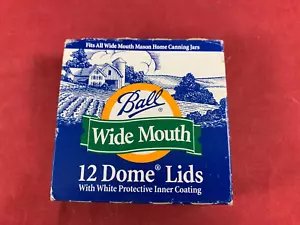 Fits All Wide Mouth Mason Home Canning Jars
Ball
Wide Mouth
12 Dome® Lids
With White Protective Inner Coating